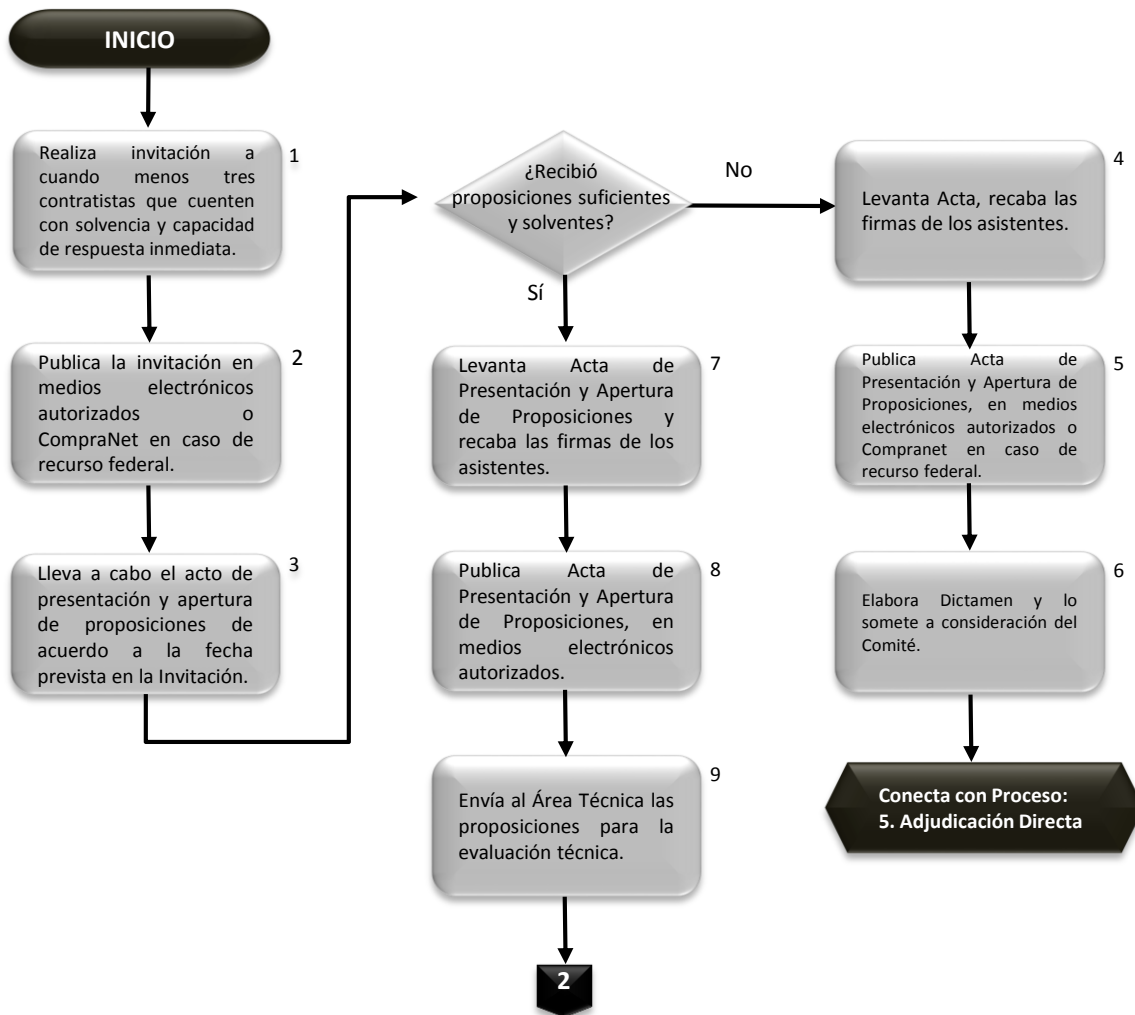 INICIO
1
Realiza invitación a
cuando menos tres
contratistas que cuenten
con solvencia y capacidad
de respuesta inmediata.
2
Publica la invitación en
medios electrónicos
autorizados o
CompraNet en caso de
recurso federal.
3
Lleva a cabo el acto de
presentación y apertura
de proposiciones de
acuerdo a la fecha
prevista en la Invitación.
¿Recibió
proposiciones suficientes
y solventes?
No
Sí
4
Levanta Acta, recaba las
firmas de los asistentes.
5
Publica Acta de
Presentación y Apertura de
Proposiciones, en medios
electrónicos autorizados o
Compranet en caso de
recurso federal.
6
Elabora Dictamen y lo
somete a consideración del
Comité.
Conecta con Proceso:
5. Adjudicación Directa
7
Levanta Acta de
Presentación y Apertura
de Proposiciones y
recaba las firmas de los
asistentes.
8
Publica Acta de
Presentación y Apertura
de Proposiciones, en
medios electrónicos
autorizados.
9
Envía al Área Técnica las
proposiciones para la
evaluación técnica.
2